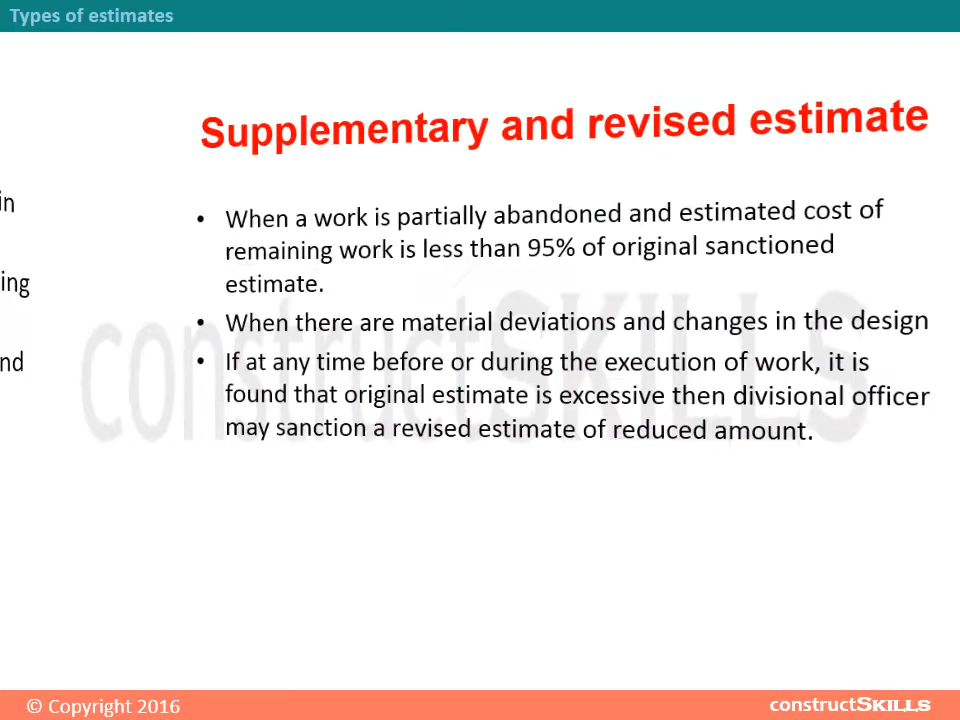 Types of estimates
Supplementary and revised estimate
in
ing
nd
• When a work is partially abandoned and estimated cost of
remaining work is less than 95% of original sanctioned
estimate.
• When there are material deviations and changes in the design
• If at any time before or during the execution of work, it is
found that original estimate is excessive then divisional officer
may sanction a revised estimate of reduced amount.
constructSKILLS
© Copyright 2016
constructSKILLS